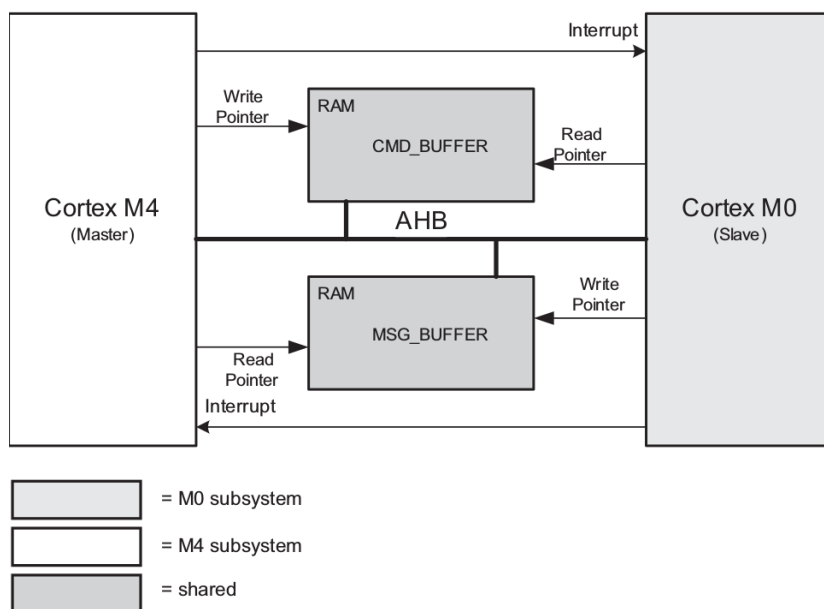 Interrupt
Write
Pointer
RAM
CMD_BUFFER
Read
Pointer
Cortex M4
(Master)
AHB
Cortex M0
(Slave)
RAM
MSG_BUFFER
Write
Pointer
Read
Pointer
Interrupt
= M0 subsystem
= M4 subsystem
= shared